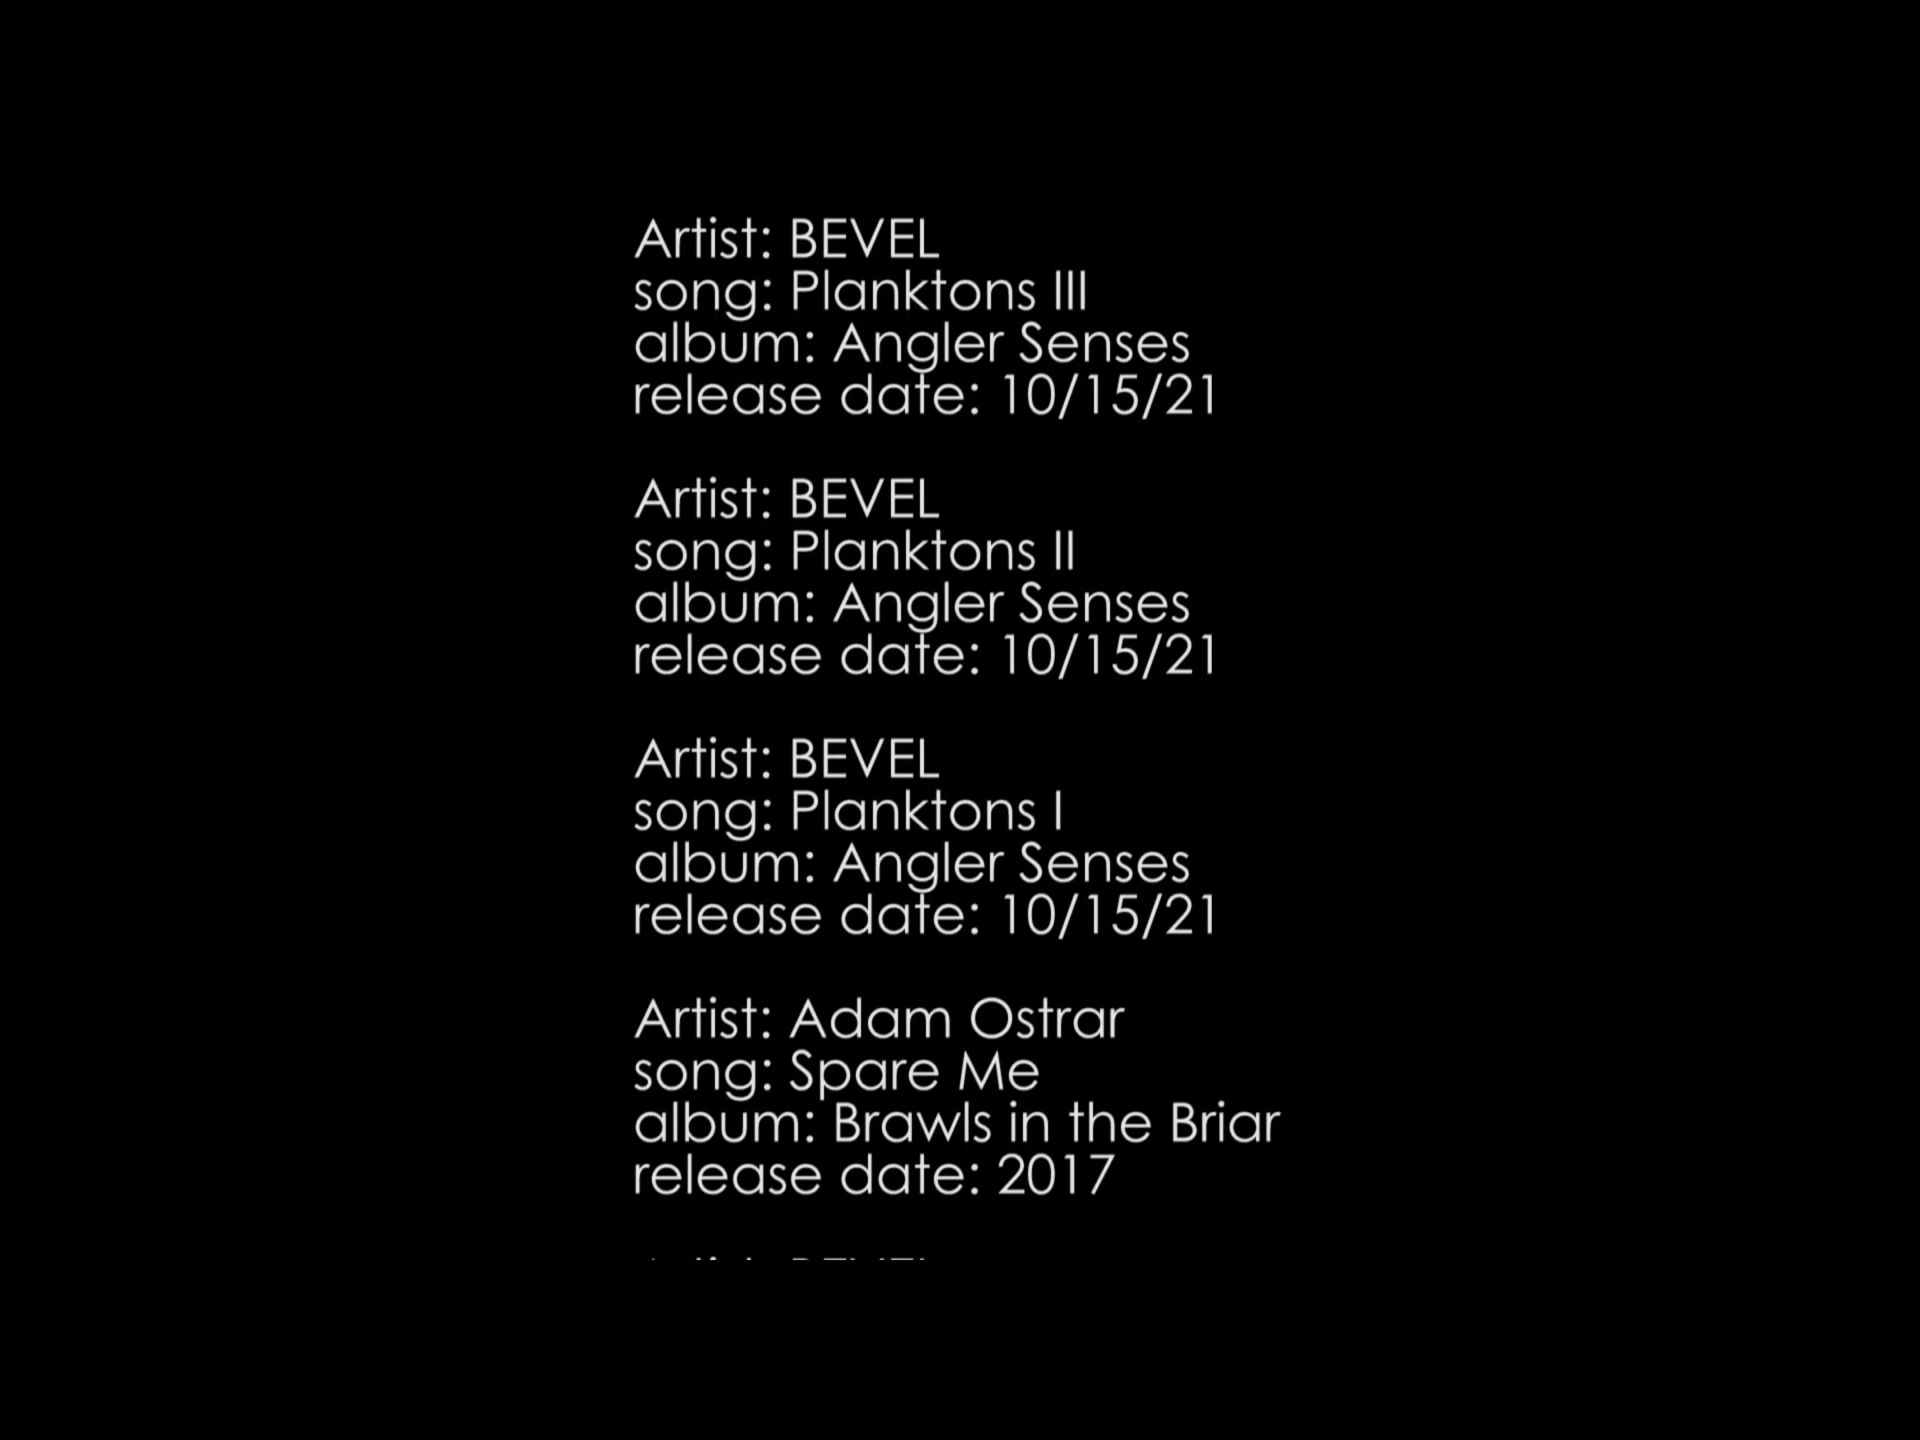 Artist: BEVEL
song: Planktons III
album: Angler Senses
release date: 10/15/21
Artist: BEVEL
song: Planktons II
album: Angler Senses
release date: 10/15/21
Artist: BEVEL
song: Planktons I
album: Angler Senses
release date: 10/15/21
Artist: Adam Ostrar
song: Spare Me
album: Brawls in the Briar
release date: 2017